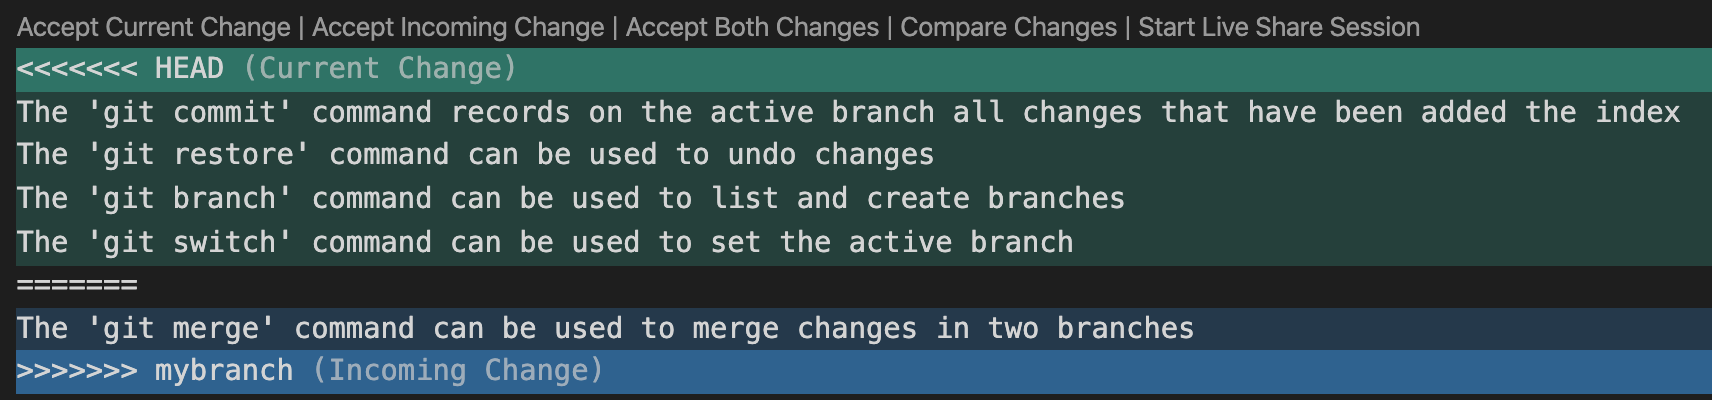 Accept Current Change | Accept Incoming Change | Accept Both Changes | Compare Changes | Start Live Share Session
<<<<<<< HEAD (Current Change)
The 'git commit' command records on the active branch all changes that have been added the index
The 'git restore' command can be used to undo changes
The 'git branch' command can be used to list and create branches
The 'git switch' command can be used to set the active branch
=======
The 'git merge' command can be used to merge changes in two branches
>>>>>>> mybranch (Incoming Change)